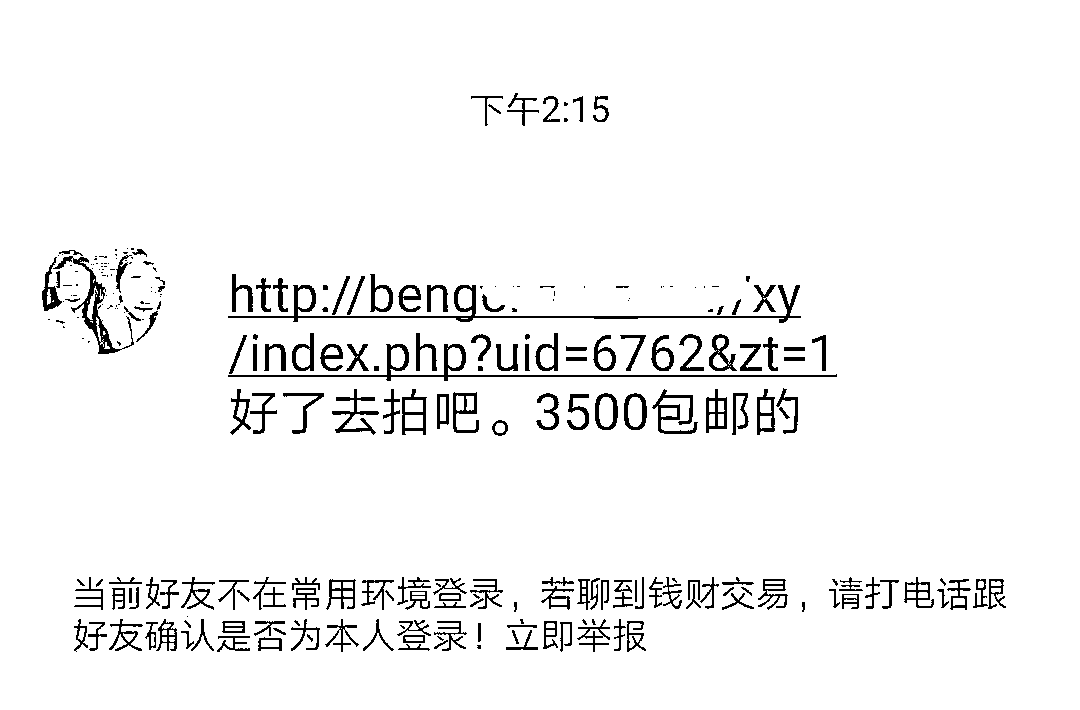 下午2:15
http://beng /xy
/index.php?uid=6762&zt=1
好了去拍吧。3500包邮的
当前好友不在常用环境登录，若聊到钱财交易，请打电话跟
好友确认是否为本人登录！立即举报